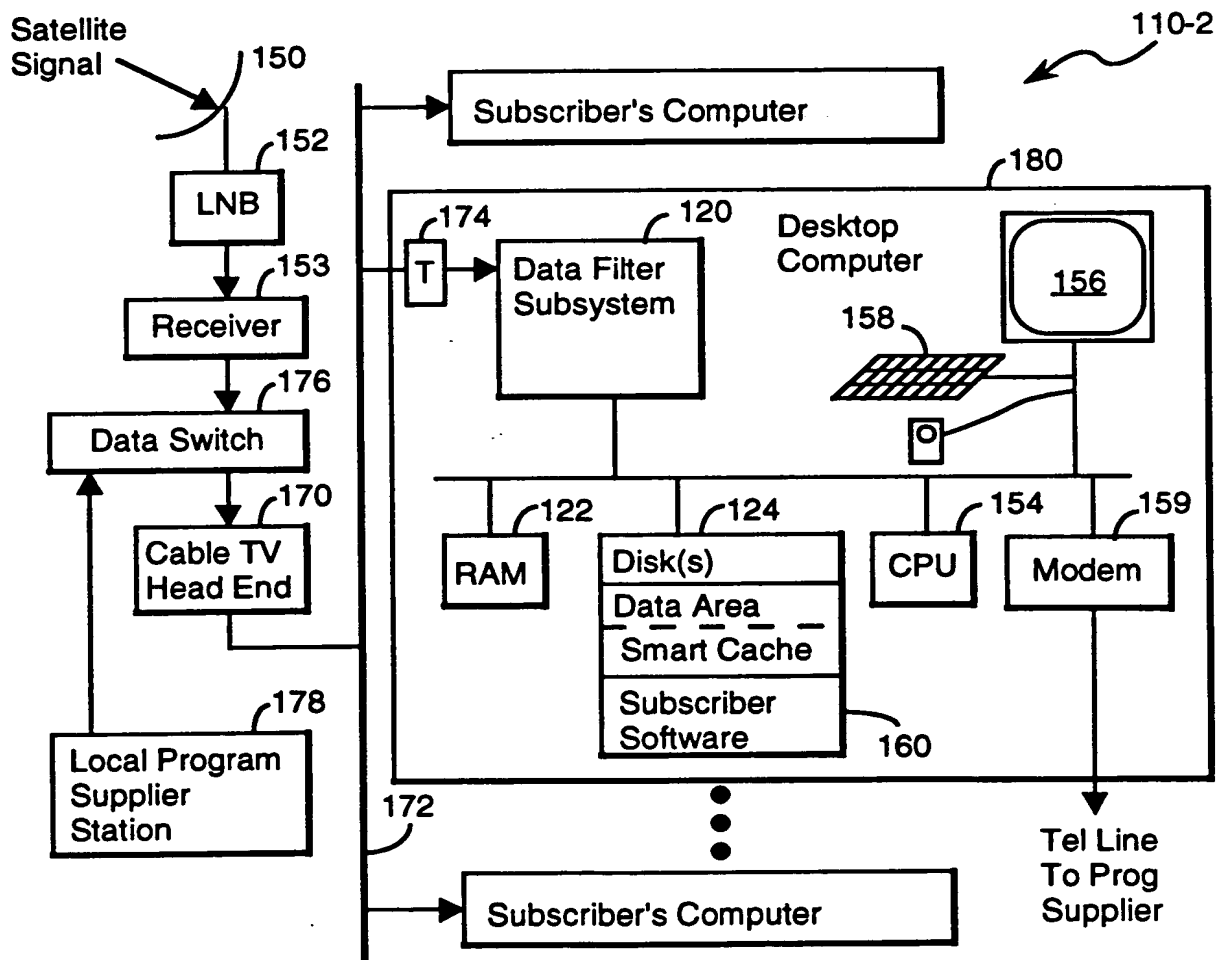 Satellite
Signal
150
110-2
Subscriber's Computer
152
LNB
180
174
T
120
Data Filter
Subsystem
Desktop
Computer
156
153
Receiver
158
176
Data Switch
170
Cable TV
Head End
122
RAM
124
Disk(s)
Data Area
Smart Cache
Subscriber
Software
160
154
CPU
159
Modem
178
Local Program
Supplier
Station
172
Tel Line
To Prog
Supplier
Subscriber's Computer